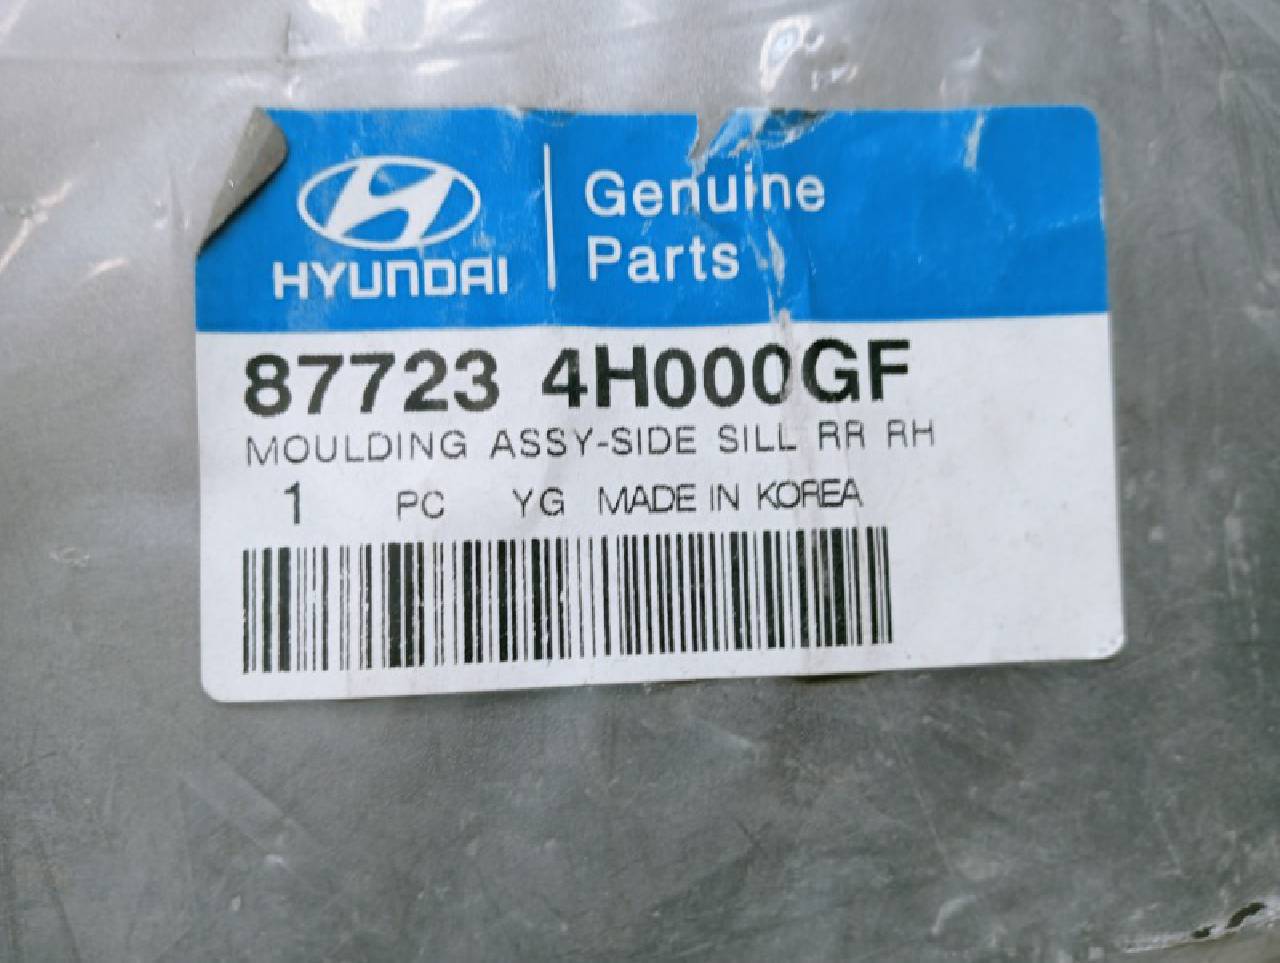 HYUNDAI
Genuine
Parts
87723 4H000GF
MOULDING ASSY-SIDE SILL RR RH
1 PC YG MADE IN KOREA